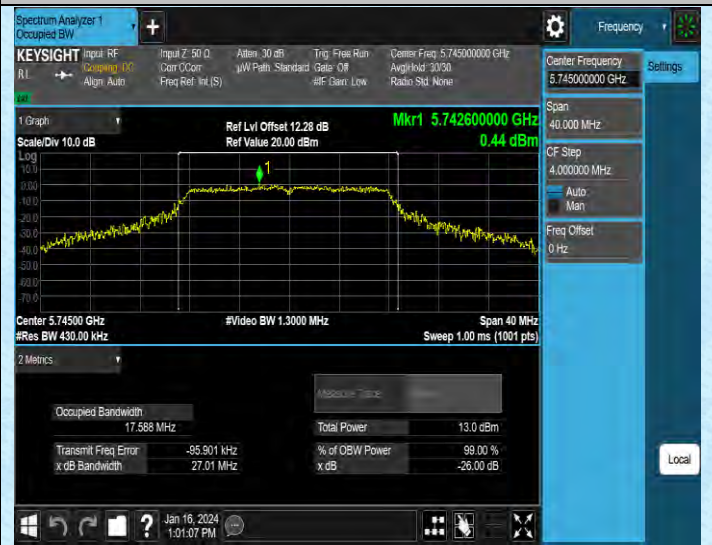 Spectrum Analyzer 1
Occupied BW
Frequency
KEYSIGHT Input: RF
RL
Coupling: DC
Align: Auto
Input Z: 50 Ω
Corr CCorr
Freq Ref: Int (S)
Atten: 30 dB
µW Path: Standard
Trig: Free Run
Gate: Off
#IF Gain: Low
Center Freq: 5.745000000 GHz
Avg|Hold: 30/30
Radio Std: None
Center Frequency
5.745000000 GHz
Settings
Span
40.000 MHz
CF Step
4.000000 MHz
Auto
Man
Freq Offset
0 Hz
1 Graph
Scale/Div 10.0 dB
Ref Lvl Offset 12.28 dB
Ref Value 20.00 dBm
Mkr1 5.742600000 GHz
0.44 dBm
Log
10.0
0.00
-10.0
-20.0
-30.0
-40.0
-50.0
-60.0
-70.0
1
Center 5.74500 GHz
#Res BW 430.00 kHz
#Video BW 1.3000 MHz
Span 40 MHz
Sweep 1.00 ms (1001 pts)
2 Metrics
Measure Trace
Occupied Bandwidth
17.588 MHz
Total Power 13.0 dBm
Transmit Freq Error -95.901 kHz
% of OBW Power 99.00 %
x dB Bandwidth 27.01 MHz
x dB -26.00 dB
Local
?
Jan 16, 2024
1:01:07 PM